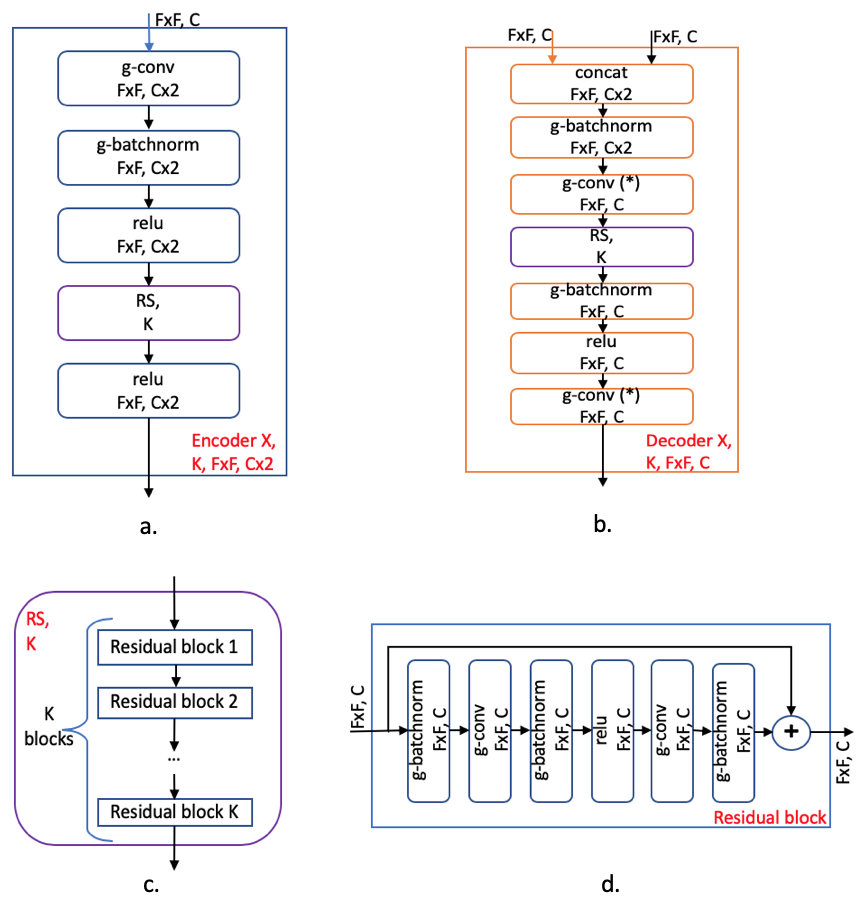 FxF, C
g-conv
FxF, Cx2
g-batchnorm
FxF, Cx2
relu
FxF, Cx2
RS,
K
relu
FxF, Cx2
Encoder X,
K, FxF, Cx2
a.
FxF, C
FxF, C
concat
FxF, Cx2
g-batchnorm
FxF, Cx2
g-conv (*)
FxF, C
RS,
K
g-batchnorm
FxF, C
relu
FxF, C
g-conv (*)
FxF, C
Decoder X,
K, FxF, C
b.
RS,
K
K
blocks
Residual block 1
Residual block 2
...
Residual block K
c.
FxF, C
g-batchnorm
FxF, C
g-conv
FxF, C
g-batchnorm
FxF, C
relu
FxF, C
g-conv
FxF, C
g-batchnorm
FxF, C
+
FxF, C
Residual block
d.